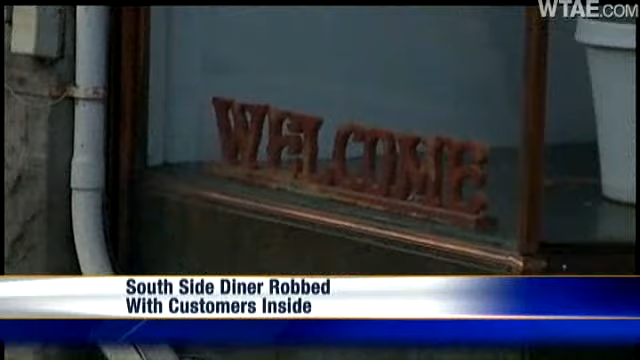 WTAE.COM
WELCOME
South Side Diner Robbed
With Customers Inside